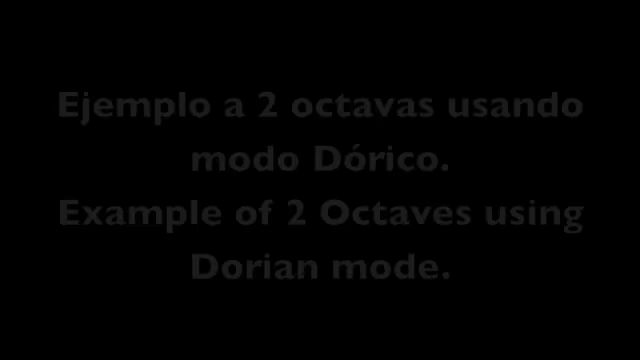 Ejemplo a 2 octavas usando
modo Dórico.
Example of 2 Octaves using
Dorian mode.